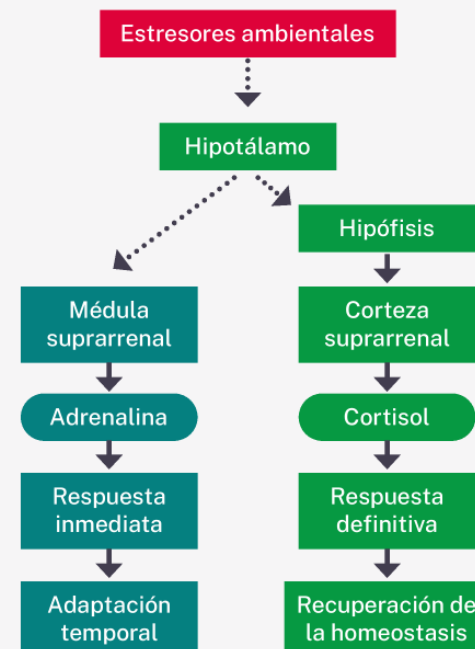 Estresores ambientales
Hipotálamo
Hipófisis
Médula
suprarrenal
Corteza
suprarrenal
Adrenalina
Cortisol
Respuesta
inmediata
Respuesta
definitiva
Adaptación
temporal
Recuperación de
la homeostasis